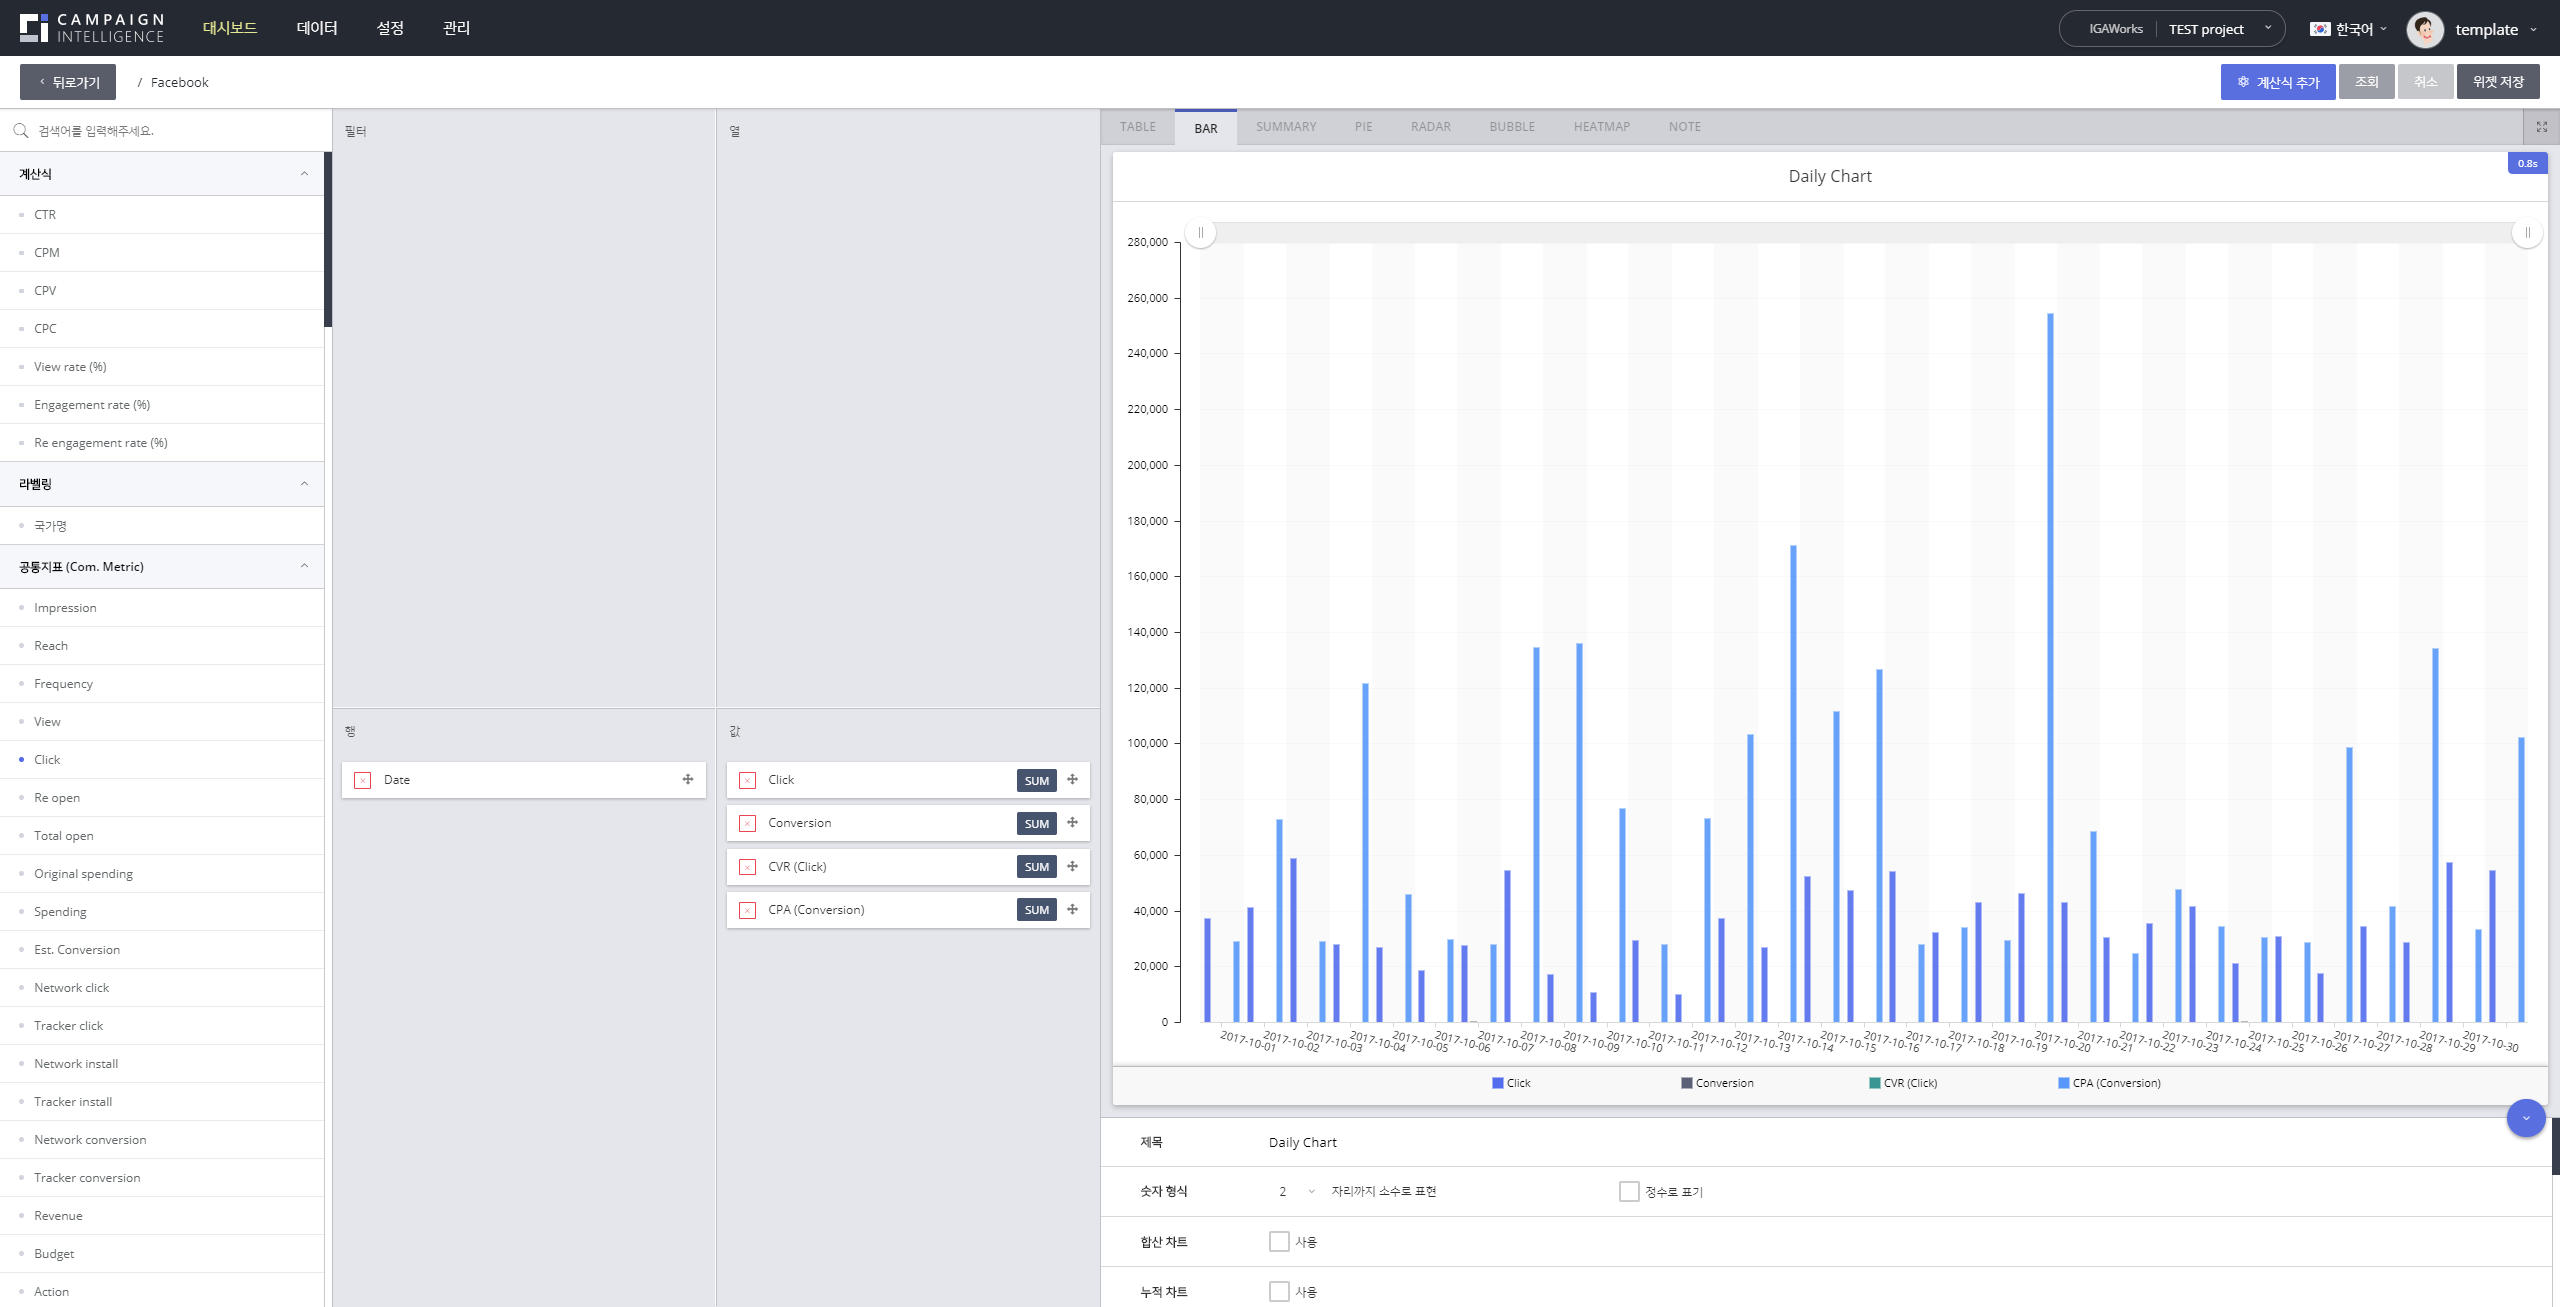 CAMPAIGN
INTELLIGENCE
대시보드 데이터 설정 관리
IGAWorks TEST project 한국어 template
뒤로가기 / Facebook
계산식 추가 조회 취소 위젯 저장
검색어를 입력해주세요.
계산식
CTR
CPM
CPV
CPC
View rate (%)
Engagement rate (%)
Re engagement rate (%)
라벨링
국가명
공통지표 (Com. Metric)
Impression
Reach
Frequency
View
Click
Re open
Total open
Original spending
Spending
Est. Conversion
Network click
Tracker click
Network install
Tracker install
Network conversion
Tracker conversion
Revenue
Budget
Action
필터
열
행
Date
값
Click SUM
Conversion SUM
CVR (Click) SUM
CPA (Conversion) SUM
TABLE BAR SUMMARY PIE RADAR BUBBLE HEATMAP NOTE
0.8s
Daily Chart
280,000
260,000
240,000
220,000
200,000
180,000
160,000
140,000
120,000
100,000
80,000
60,000
40,000
20,000
0
2017-10-01 2017-10-02 2017-10-03 2017-10-04 2017-10-05 2017-10-06 2017-10-07 2017-10-08 2017-10-09 2017-10-10 2017-10-11 2017-10-12 2017-10-13 2017-10-14 2017-10-15 2017-10-16 2017-10-17 2017-10-18 2017-10-19 2017-10-20 2017-10-21 2017-10-22 2017-10-23 2017-10-24 2017-10-25 2017-10-26 2017-10-27 2017-10-28 2017-10-29 2017-10-30
Click Conversion CVR (Click) CPA (Conversion)
제목 Daily Chart
숫자 형식 2 자리까지 소수로 표현 정수로 표기
합산 차트 사용
누적 차트 사용